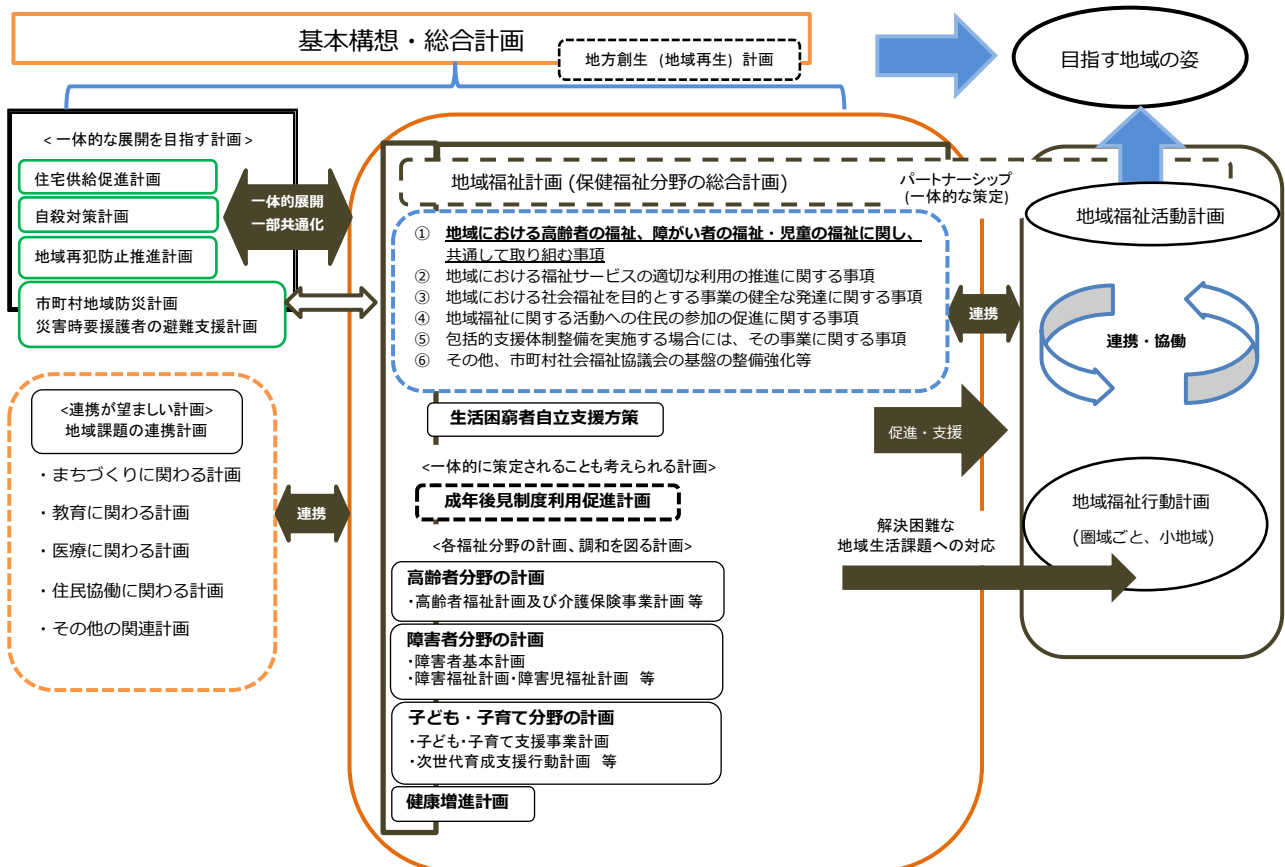 基本構想・総合計画
地方創生 (地域再生) 計画
目指す地域の姿
<一体的な展開を目指す計画>
住宅供給促進計画
自殺対策計画
地域再犯防止推進計画
市町村地域防災計画
災害時要援護者の避難支援計画
一体的展開
一部共通化
地域福祉計画 (保健福祉分野の総合計画)
パートナーシップ
(一体的な策定)
① 地域における高齢者の福祉、障がい者の福祉・児童の福祉に関し、
共通して取り組む事項
② 地域における福祉サービスの適切な利用の推進に関する事項
③ 地域における社会福祉を目的とする事業の健全な発達に関する事項
④ 地域福祉に関する活動への住民の参加の促進に関する事項
⑤ 包括的支援体制整備を実施する場合には、その事業に関する事項
⑥ その他、市町村社会福祉協議会の基盤の整備強化等
連携
地域福祉活動計画
連携・協働
<連携が望ましい計画>
地域課題の連携計画
・まちづくりに関わる計画
・教育に関わる計画
・医療に関わる計画
・住民協働に関わる計画
・その他の関連計画
連携
生活困窮者自立支援方策
<一体的に策定されることも考えられる計画>
成年後見制度利用促進計画
<各福祉分野の計画、調和を図る計画>
高齢者分野の計画
・高齢者福祉計画及び介護保険事業計画等
障害者分野の計画
・障害者基本計画
・障害福祉計画・障害児福祉計画 等
子ども・子育て分野の計画
・子ども・子育て支援事業計画
・次世代育成支援行動計画 等
健康増進計画
促進・支援
解決困難な
地域生活課題への対応
地域福祉行動計画
(圏域ごと、小地域)